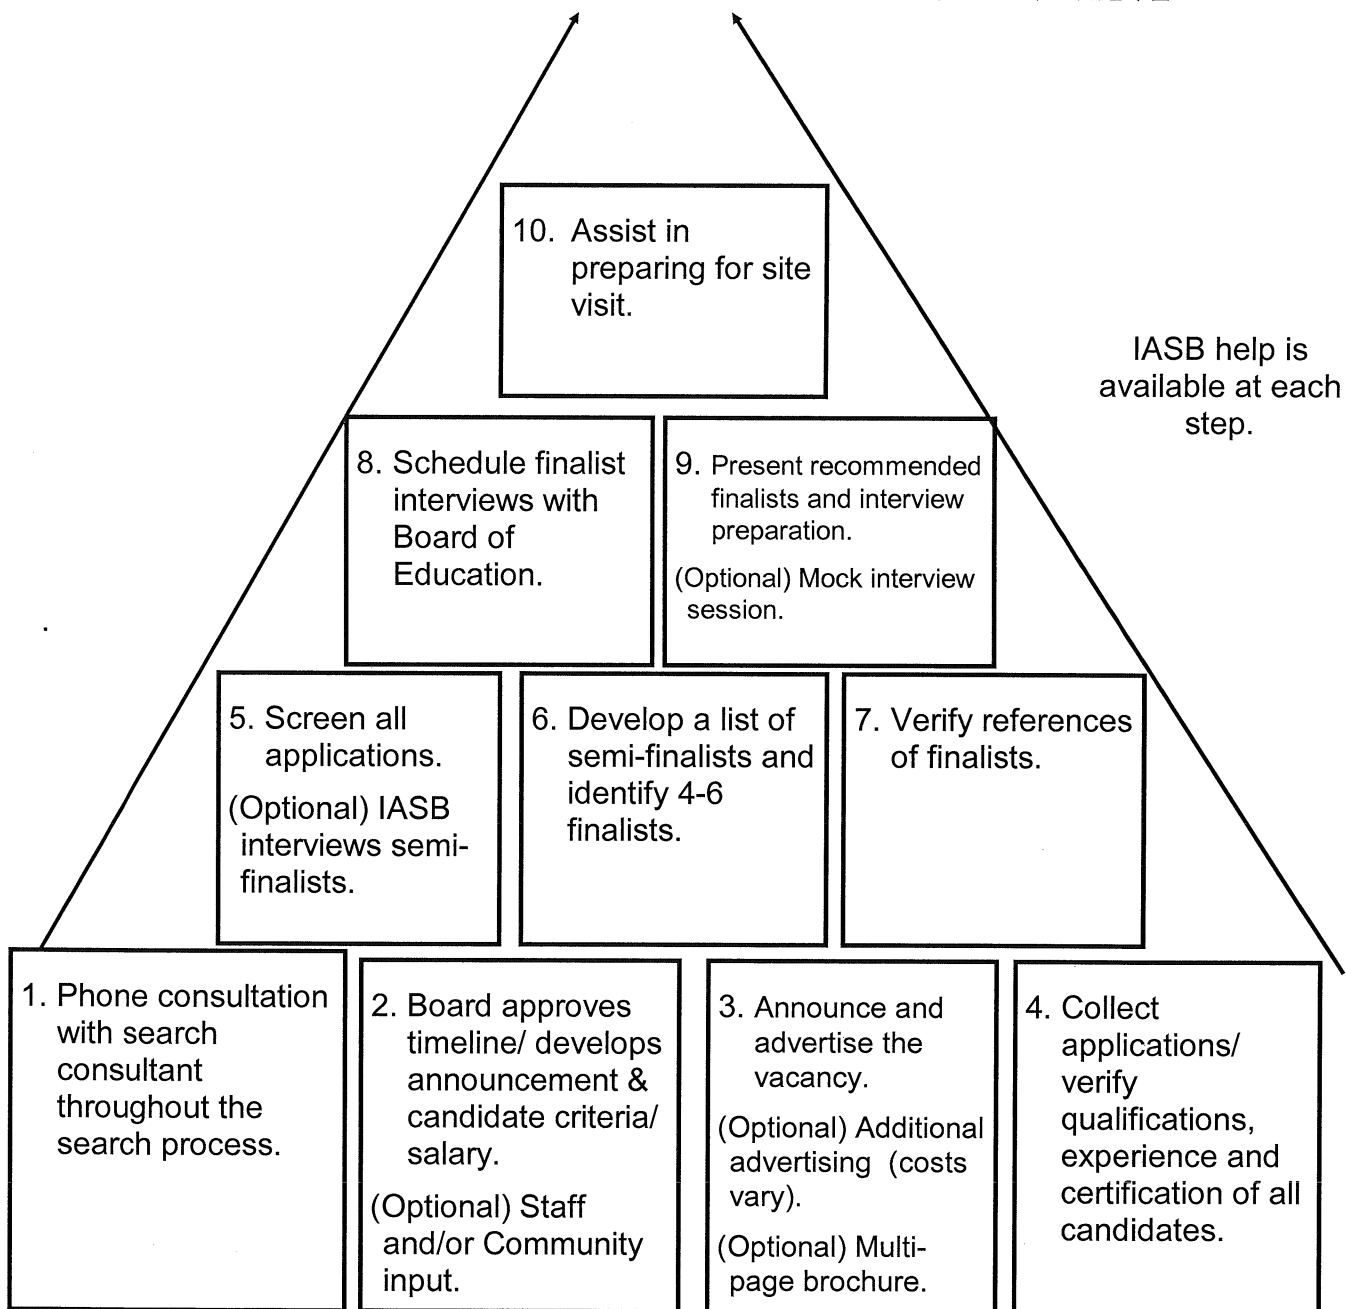 10. Assist in
preparing for site
visit.
IASB help is
available at each
step.
8. Schedule finalist
interviews with
Board of
Education.
9. Present recommended
finalists and interview
preparation.
(Optional) Mock interview
session.
5. Screen all
applications.
(Optional) IASB
interviews semi-
finalists.
6. Develop a list of
semi-finalists and
identify 4-6
finalists.
7. Verify references
of finalists.
1. Phone consultation
with search
consultant
throughout the
search process.
2. Board approves
timeline/ develops
announcement &
candidate criteria/
salary.
(Optional) Staff
and/or Community
input.
3. Announce and
advertise the
vacancy.
(Optional) Additional
advertising (costs
vary).
(Optional) Multi-
page brochure.
4. Collect
applications/
verify
qualifications,
experience and
certification of all
candidates.